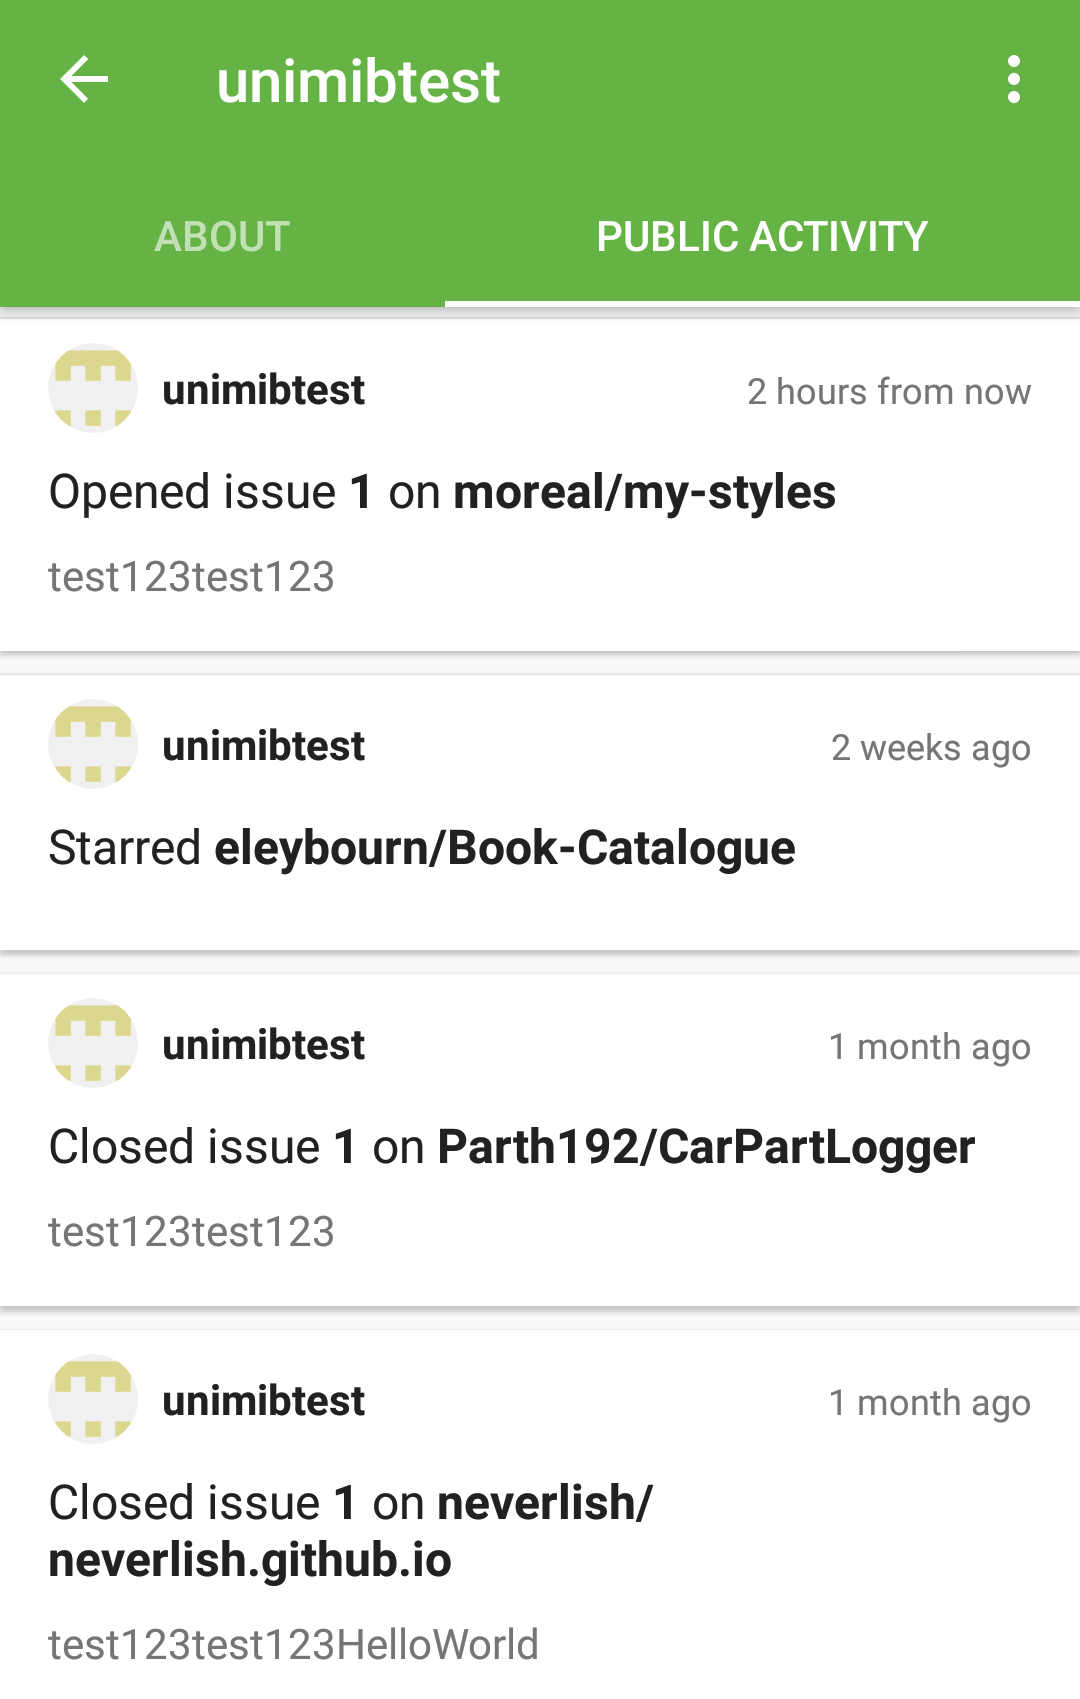 unimibtest
ABOUT
PUBLIC ACTIVITY
unimibtest
2 hours from now
Opened issue 1 on moreal/my-styles
test123test123
unimibtest
2 weeks ago
Starred eleybourn/Book-Catalogue
unimibtest
1 month ago
Closed issue 1 on Parth192/CarPartLogger
test123test123
unimibtest
1 month ago
Closed issue 1 on neverlish/
neverlish.github.io
test123test123HelloWorld